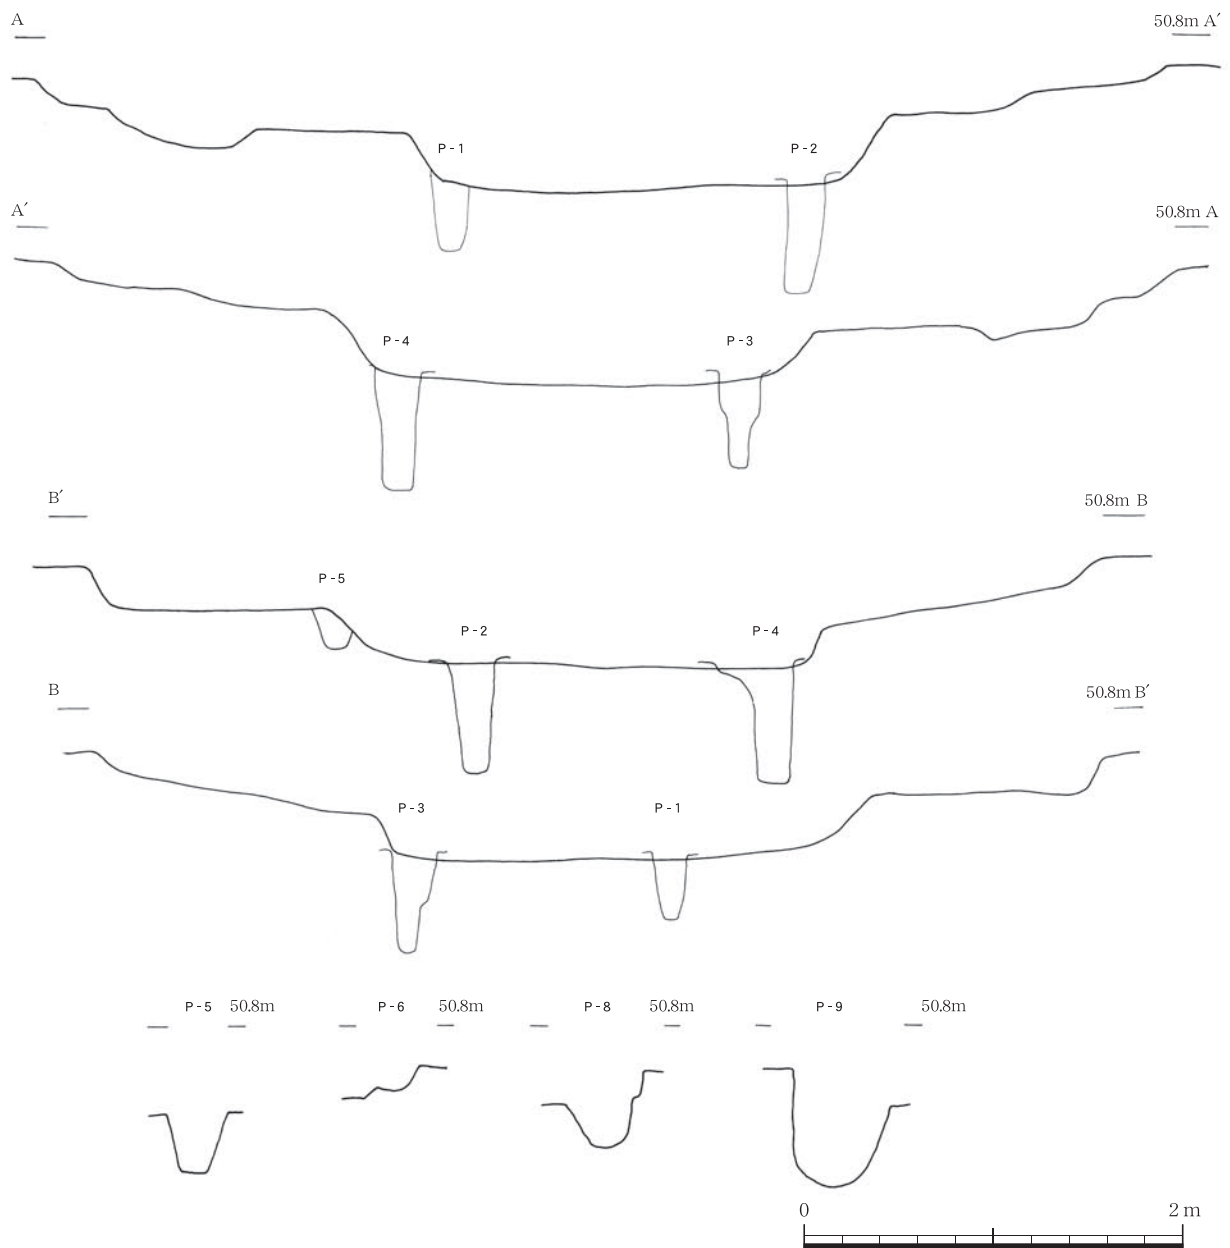 A 50.8m A′
P-1 P-2
A′ 50.8m A
P-4 P-3
B′ 50.8m B
P-5
P-2 P-4
B 50.8m B′
P-3 P-1
P-5 50.8m P-6 50.8m P-8 50.8m P-9 50.8m
0 2 m